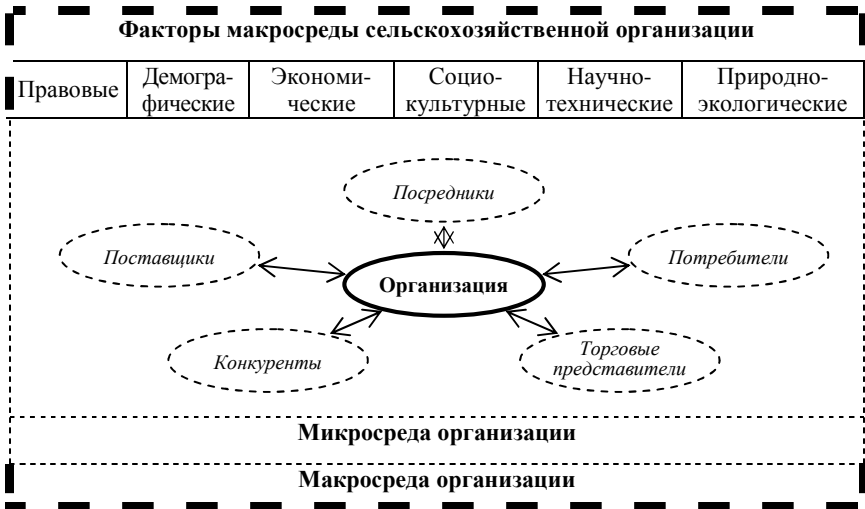 Факторы макросреды сельскохозяйственной организации
Правовые
Демогра-
фические
Экономи-
ческие
Социо-
культурные
Научно-
технические
Природно-
экологические
Посредники
Поставщики
Потребители
Организация
Конкуренты
Торговые
представители
Микросреда организации
Макросреда организации